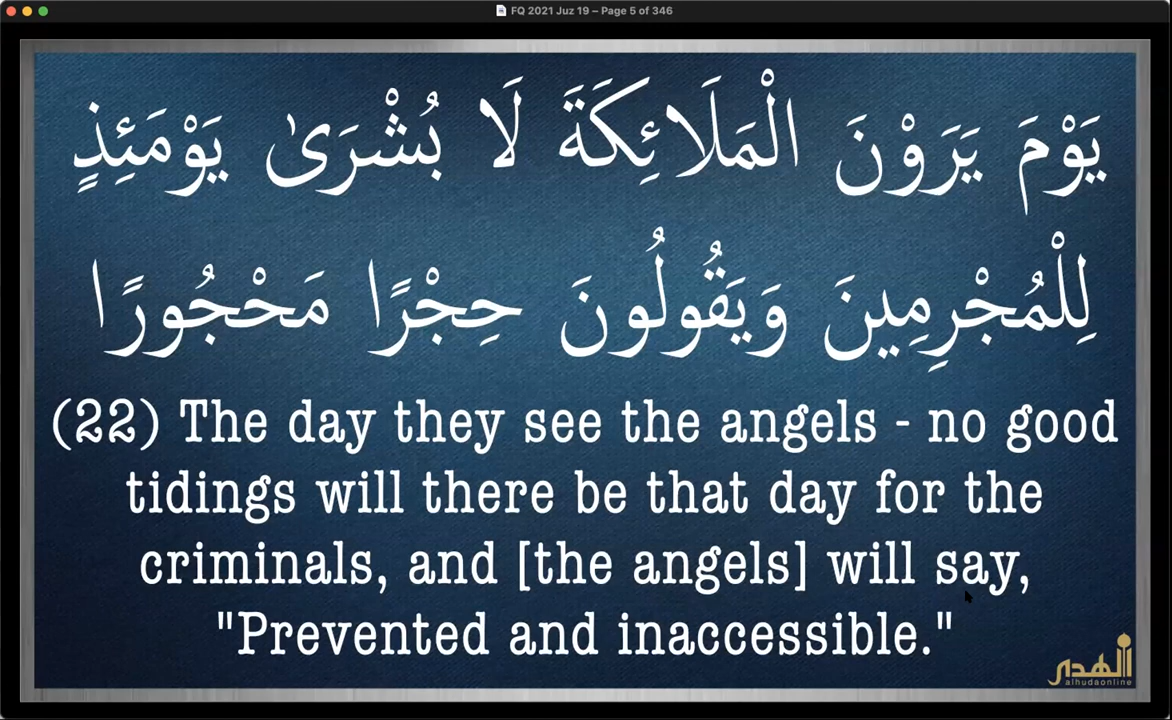 FQ 2021 Juz 19 – Page 5 of 346
يَوْمَ يَرَوْنَ الْمَلَائِكَةَ لَا بُشْرَىٰ يَوْمَئِذٍ
لِلْمُجْرِمِينَ وَيَقُولُونَ حِجْرًا مَحْجُورًا
(22) The day they see the angels - no good
tidings will there be that day for the
criminals, and [the angels] will say,
"Prevented and inaccessible."
الهدى
alhudaonline